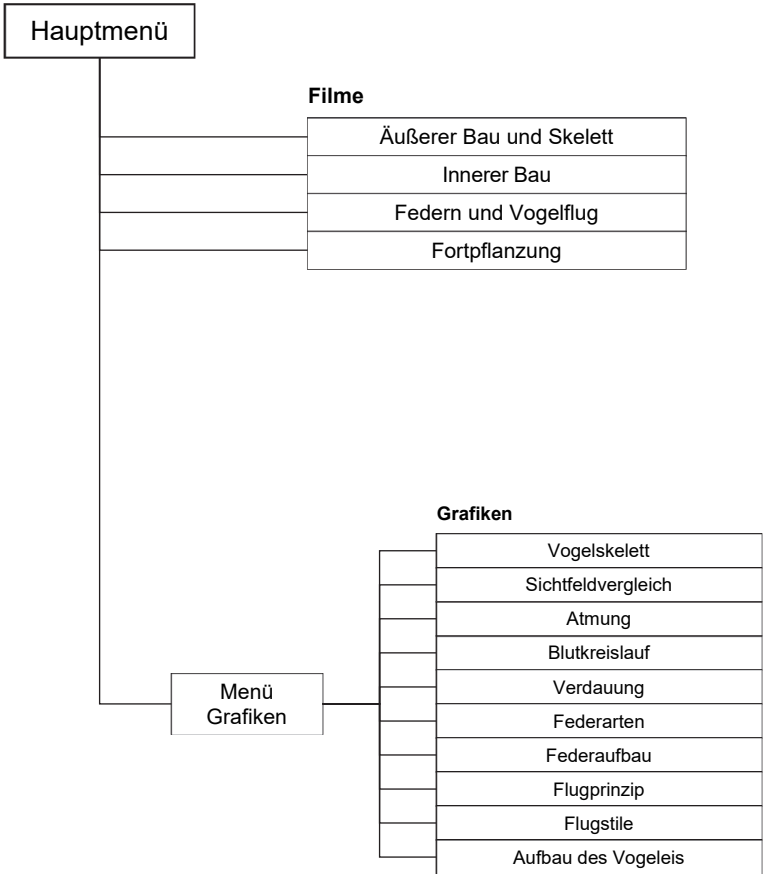 Hauptmenü
Filme
Äußerer Bau und Skelett
Innerer Bau
Federn und Vogelflug
Fortpflanzung
Grafiken
Vogelskelett
Sichtfeldvergleich
Atmung
Blutkreislauf
Verdauung
Federarten
Federaufbau
Flugprinzip
Flugstile
Aufbau des Vogeleis
Menü
Grafiken